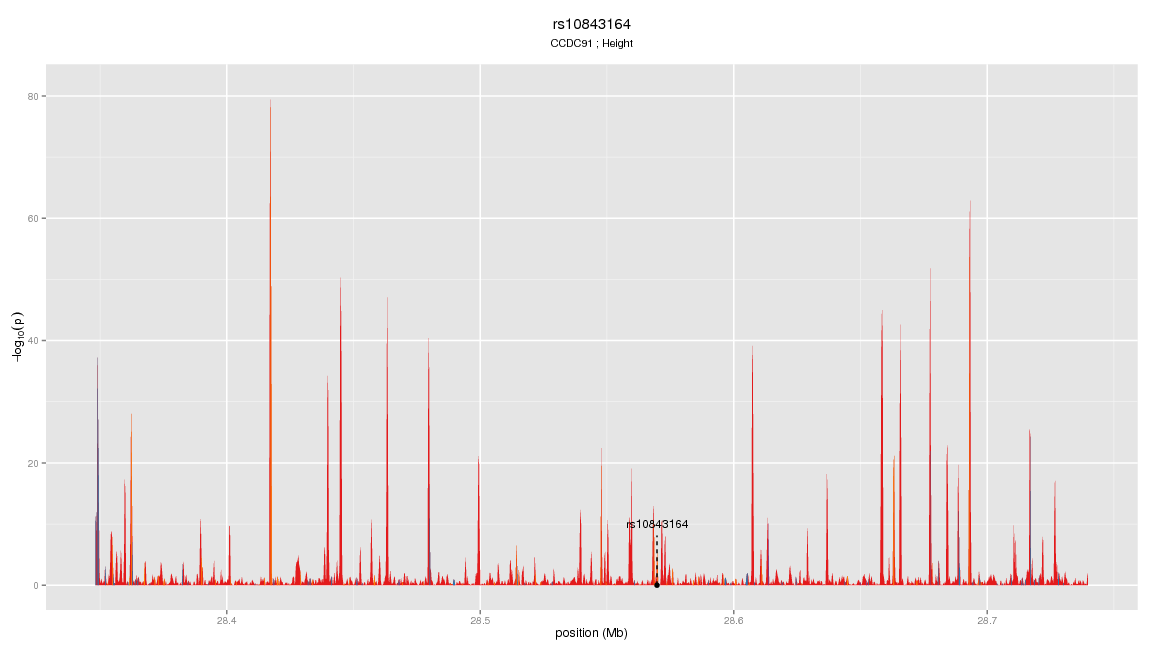 rs10843164
CCDC91 ; Height
80
60
40
20
0
−log10(p)
rs10843164
28.4
28.5
28.6
28.7
position (Mb)